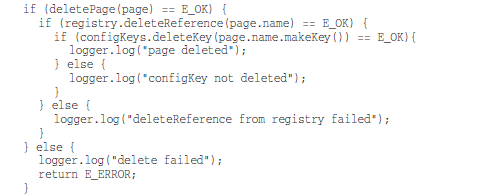 if (deletePage(page) == E_OK) {
  if (registry.deleteReference(page.name) == E_OK) {
    if (configKeys.deleteKey(page.name.makeKey()) == E_OK){
      logger.log("page deleted");
    } else {
      logger.log("configKey not deleted");
    }
  } else {
    logger.log("deleteReference from registry failed");
  }
} else {
  logger.log("delete failed");
  return E_ERROR;
}